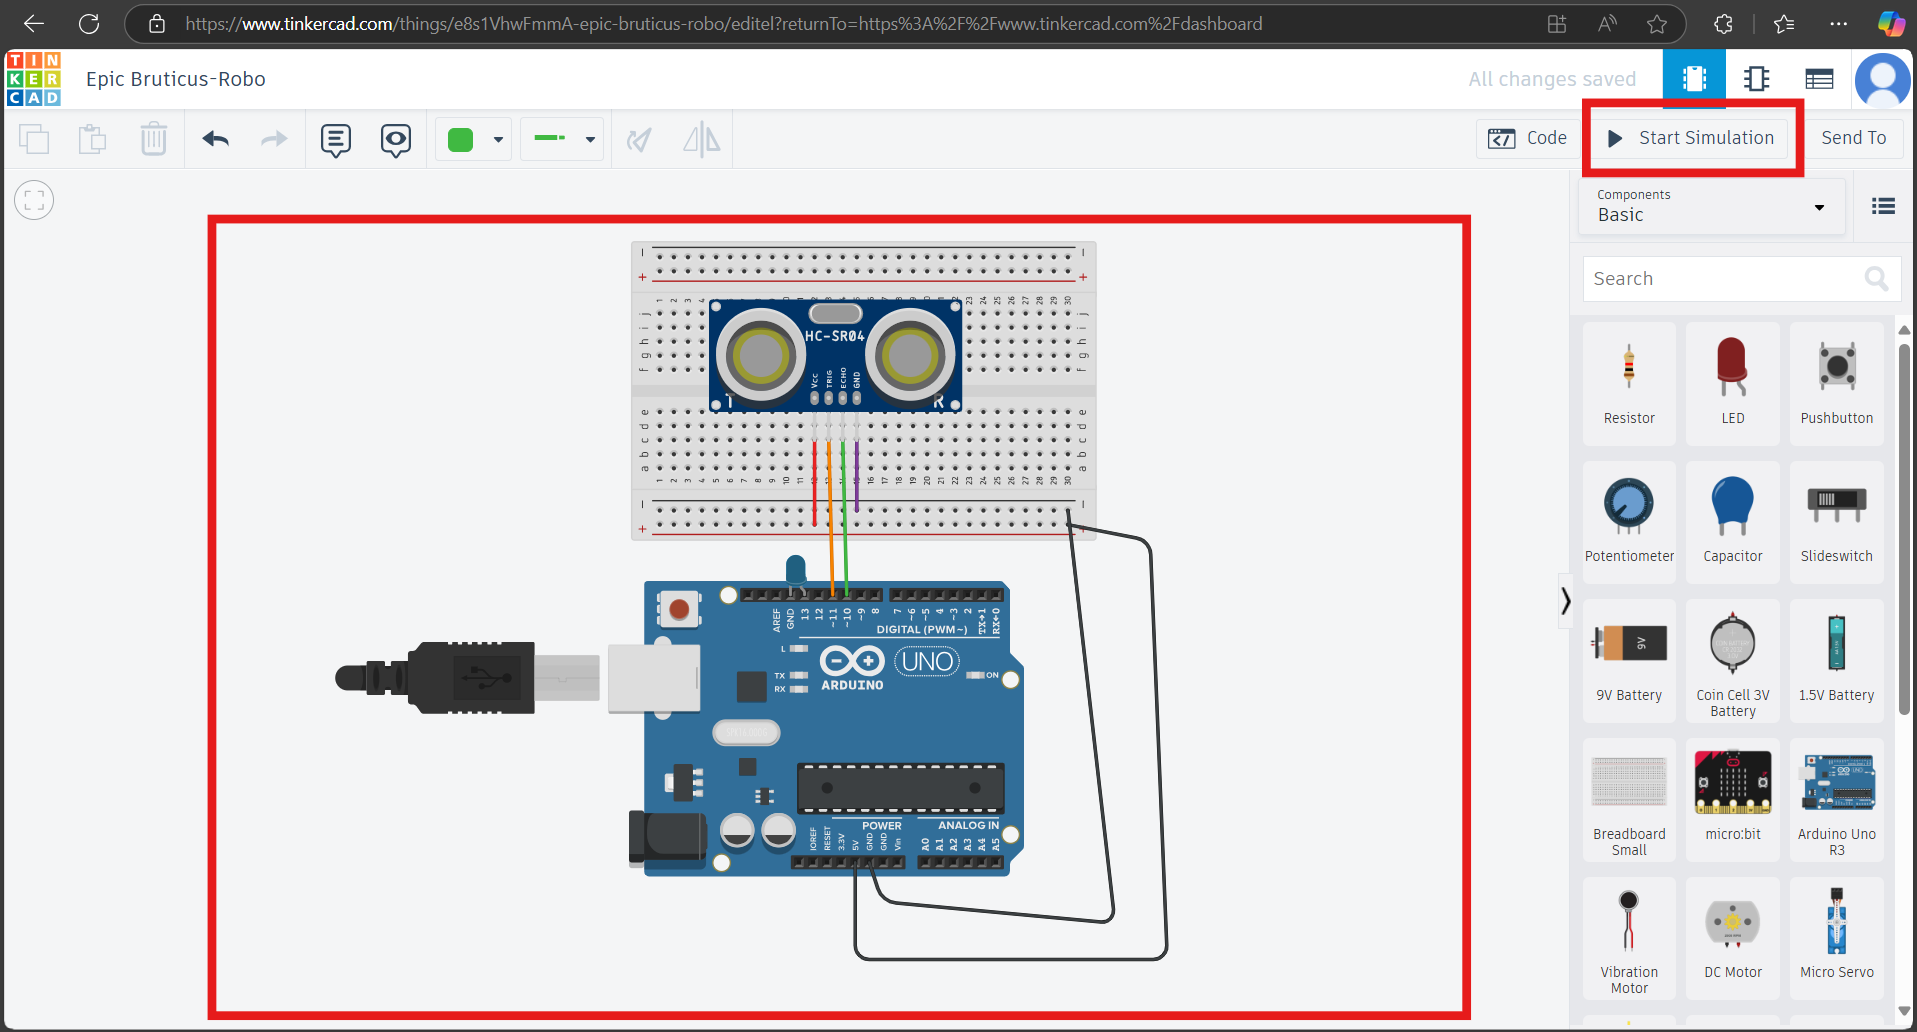 https://www.tinkercad.com/things/e8s1VhwFmmA-epic-bruticus-robo/editel?returnTo=https%3A%2F%2Fwww.tinkercad.com%2Fdashboard
TIN
KER
CAD
Epic Bruticus-Robo
All changes saved
Code
Start Simulation
Send To
Components
Basic
Search
Resistor
LED
Pushbutton
Potentiometer
Capacitor
Slideswitch
9V Battery
Coin Cell 3V Battery
1.5V Battery
Breadboard Small
micro:bit
Arduino Uno R3
Vibration Motor
DC Motor
Micro Servo
HC-SR04
VCC
TRIG
ECHO
GND
T
R
j
i
h
g
f
e
d
c
b
a
AREF
GND
13
12
~11
~10
~9
8
7
~6
~5
4
~3
2
TX→1
RX←0
DIGITAL (PWM~)
L
TX
RX
ARDUINO
UNO
ON
POWER
ANALOG IN
IOREF
RESET
3.3V
5V
GND
GND
Vin
A0
A1
A2
A3
A4
A5